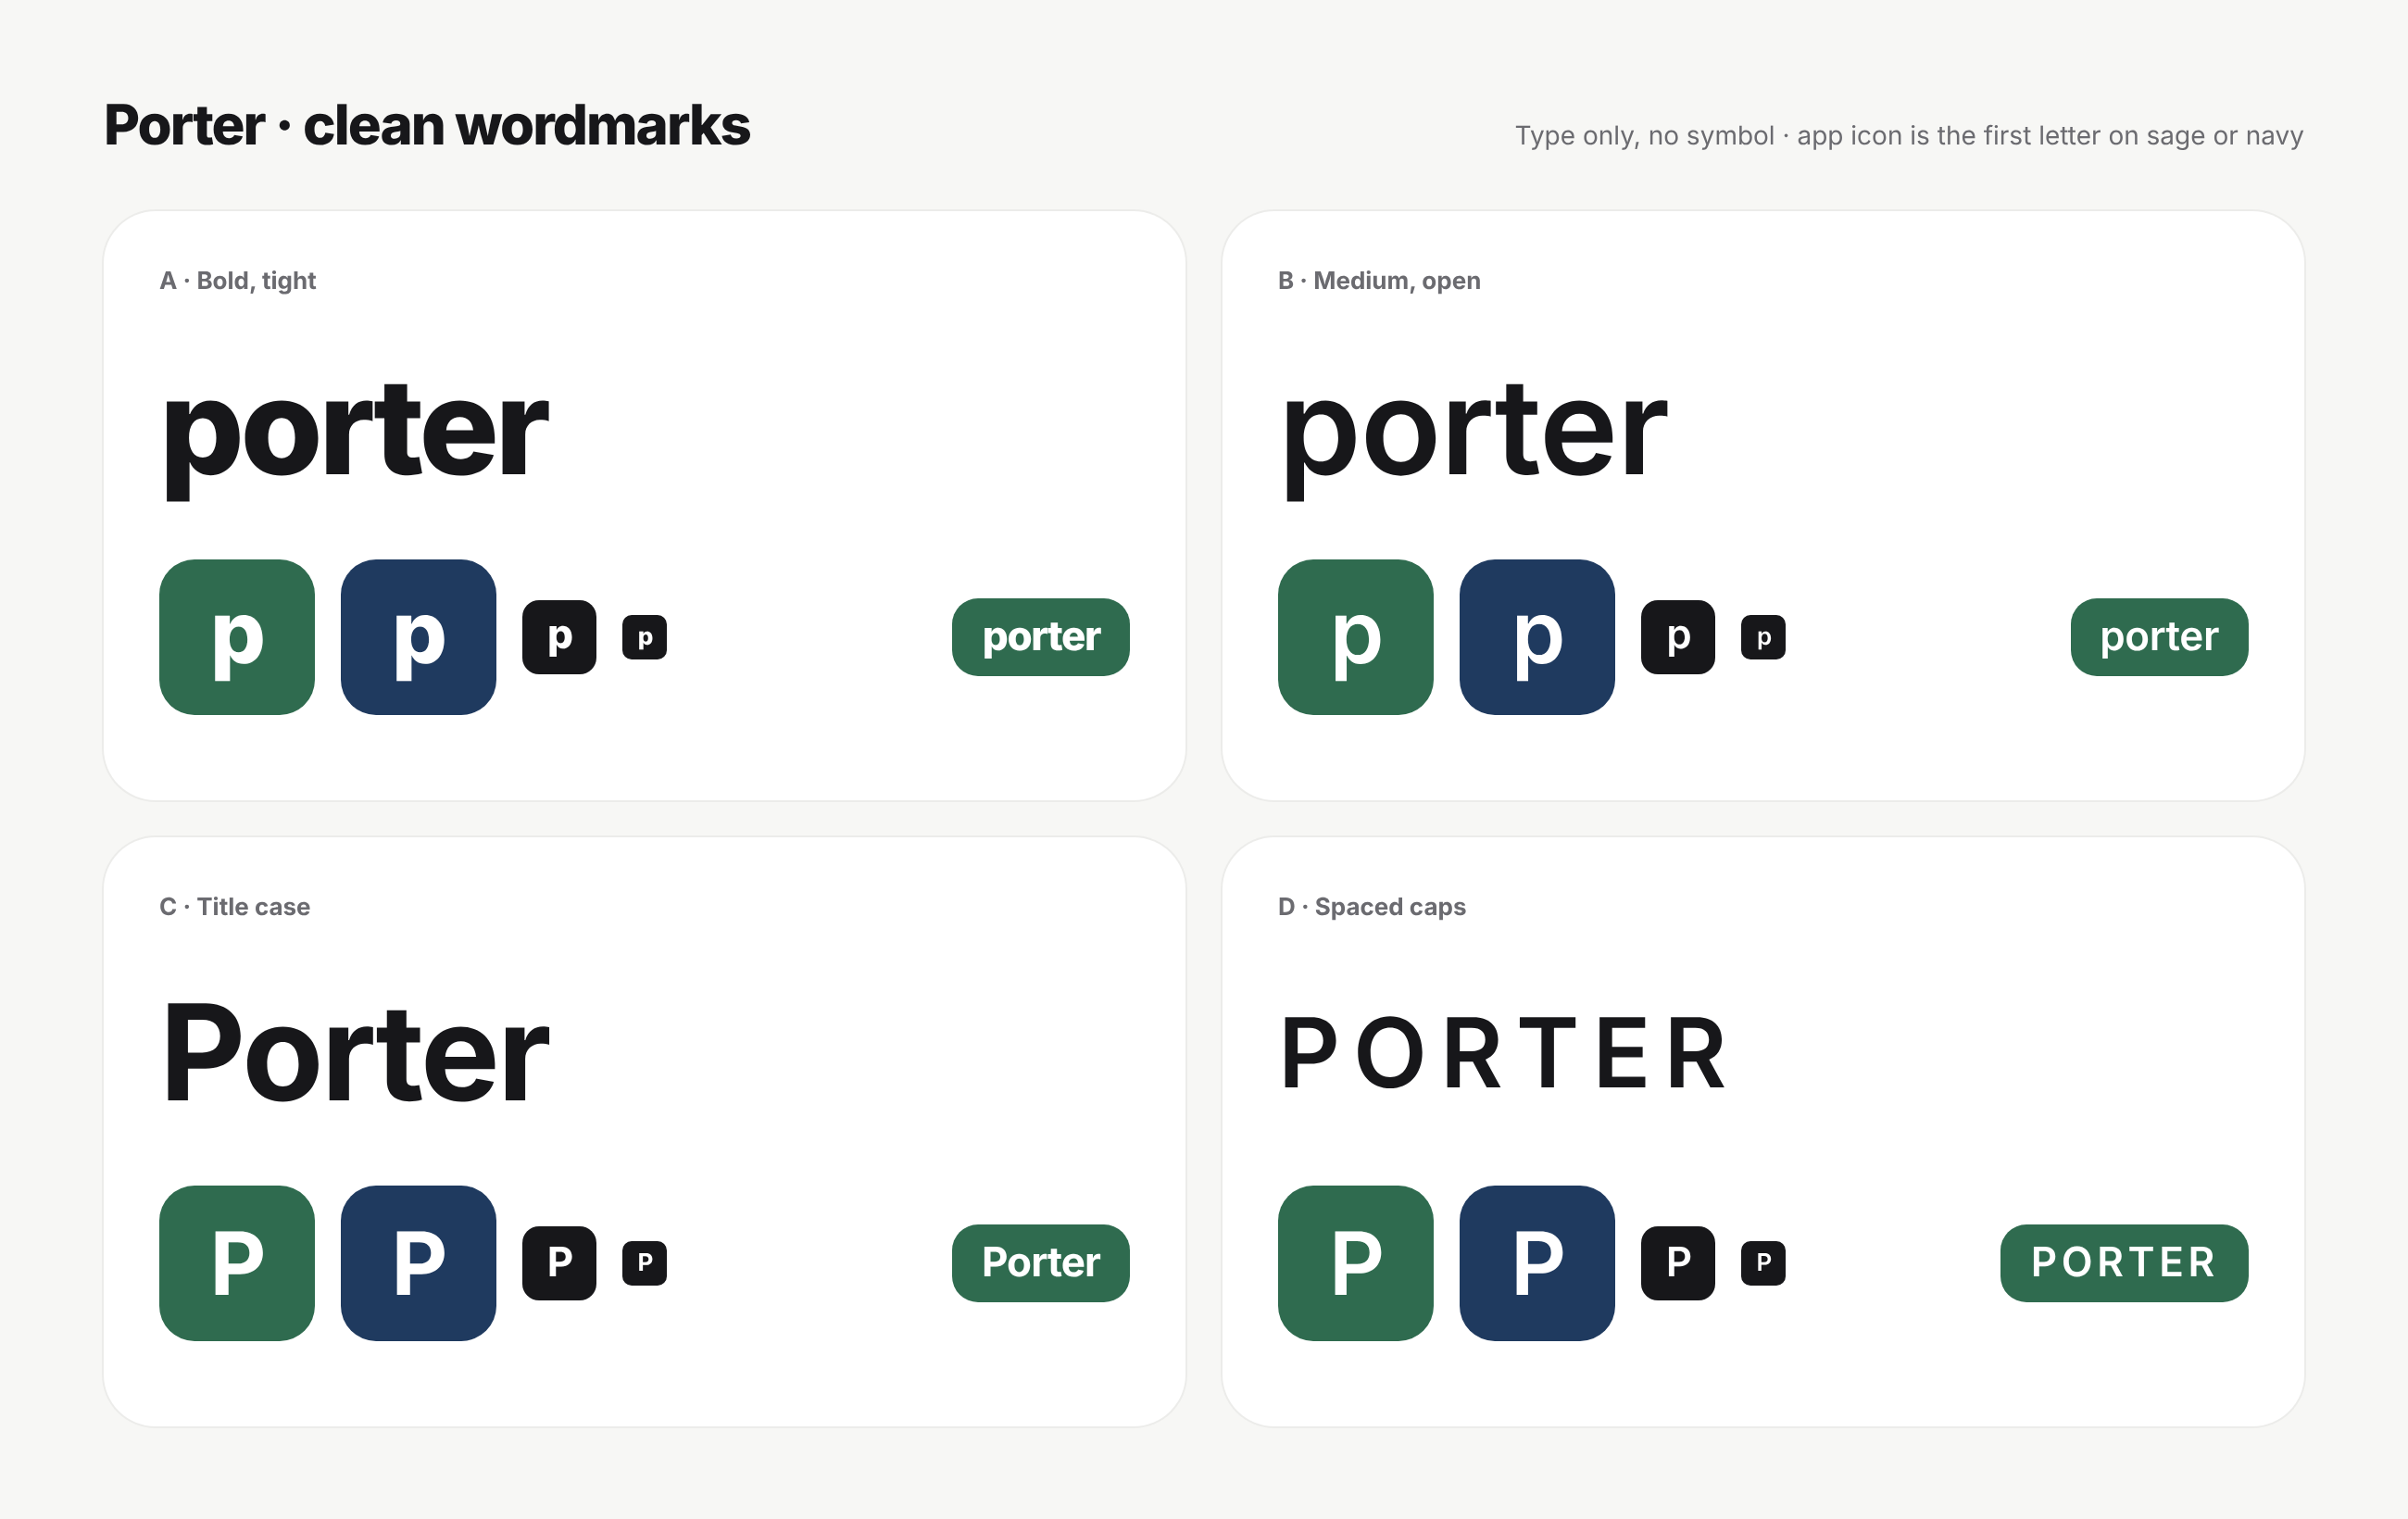 Porter · clean wordmarks
Type only, no symbol · app icon is the first letter on sage or navy
A · Bold, tight
porter
p p p p porter
B · Medium, open
porter
p p p p porter
C · Title case
Porter
P P P P Porter
D · Spaced caps
PORTER
P P P P PORTER